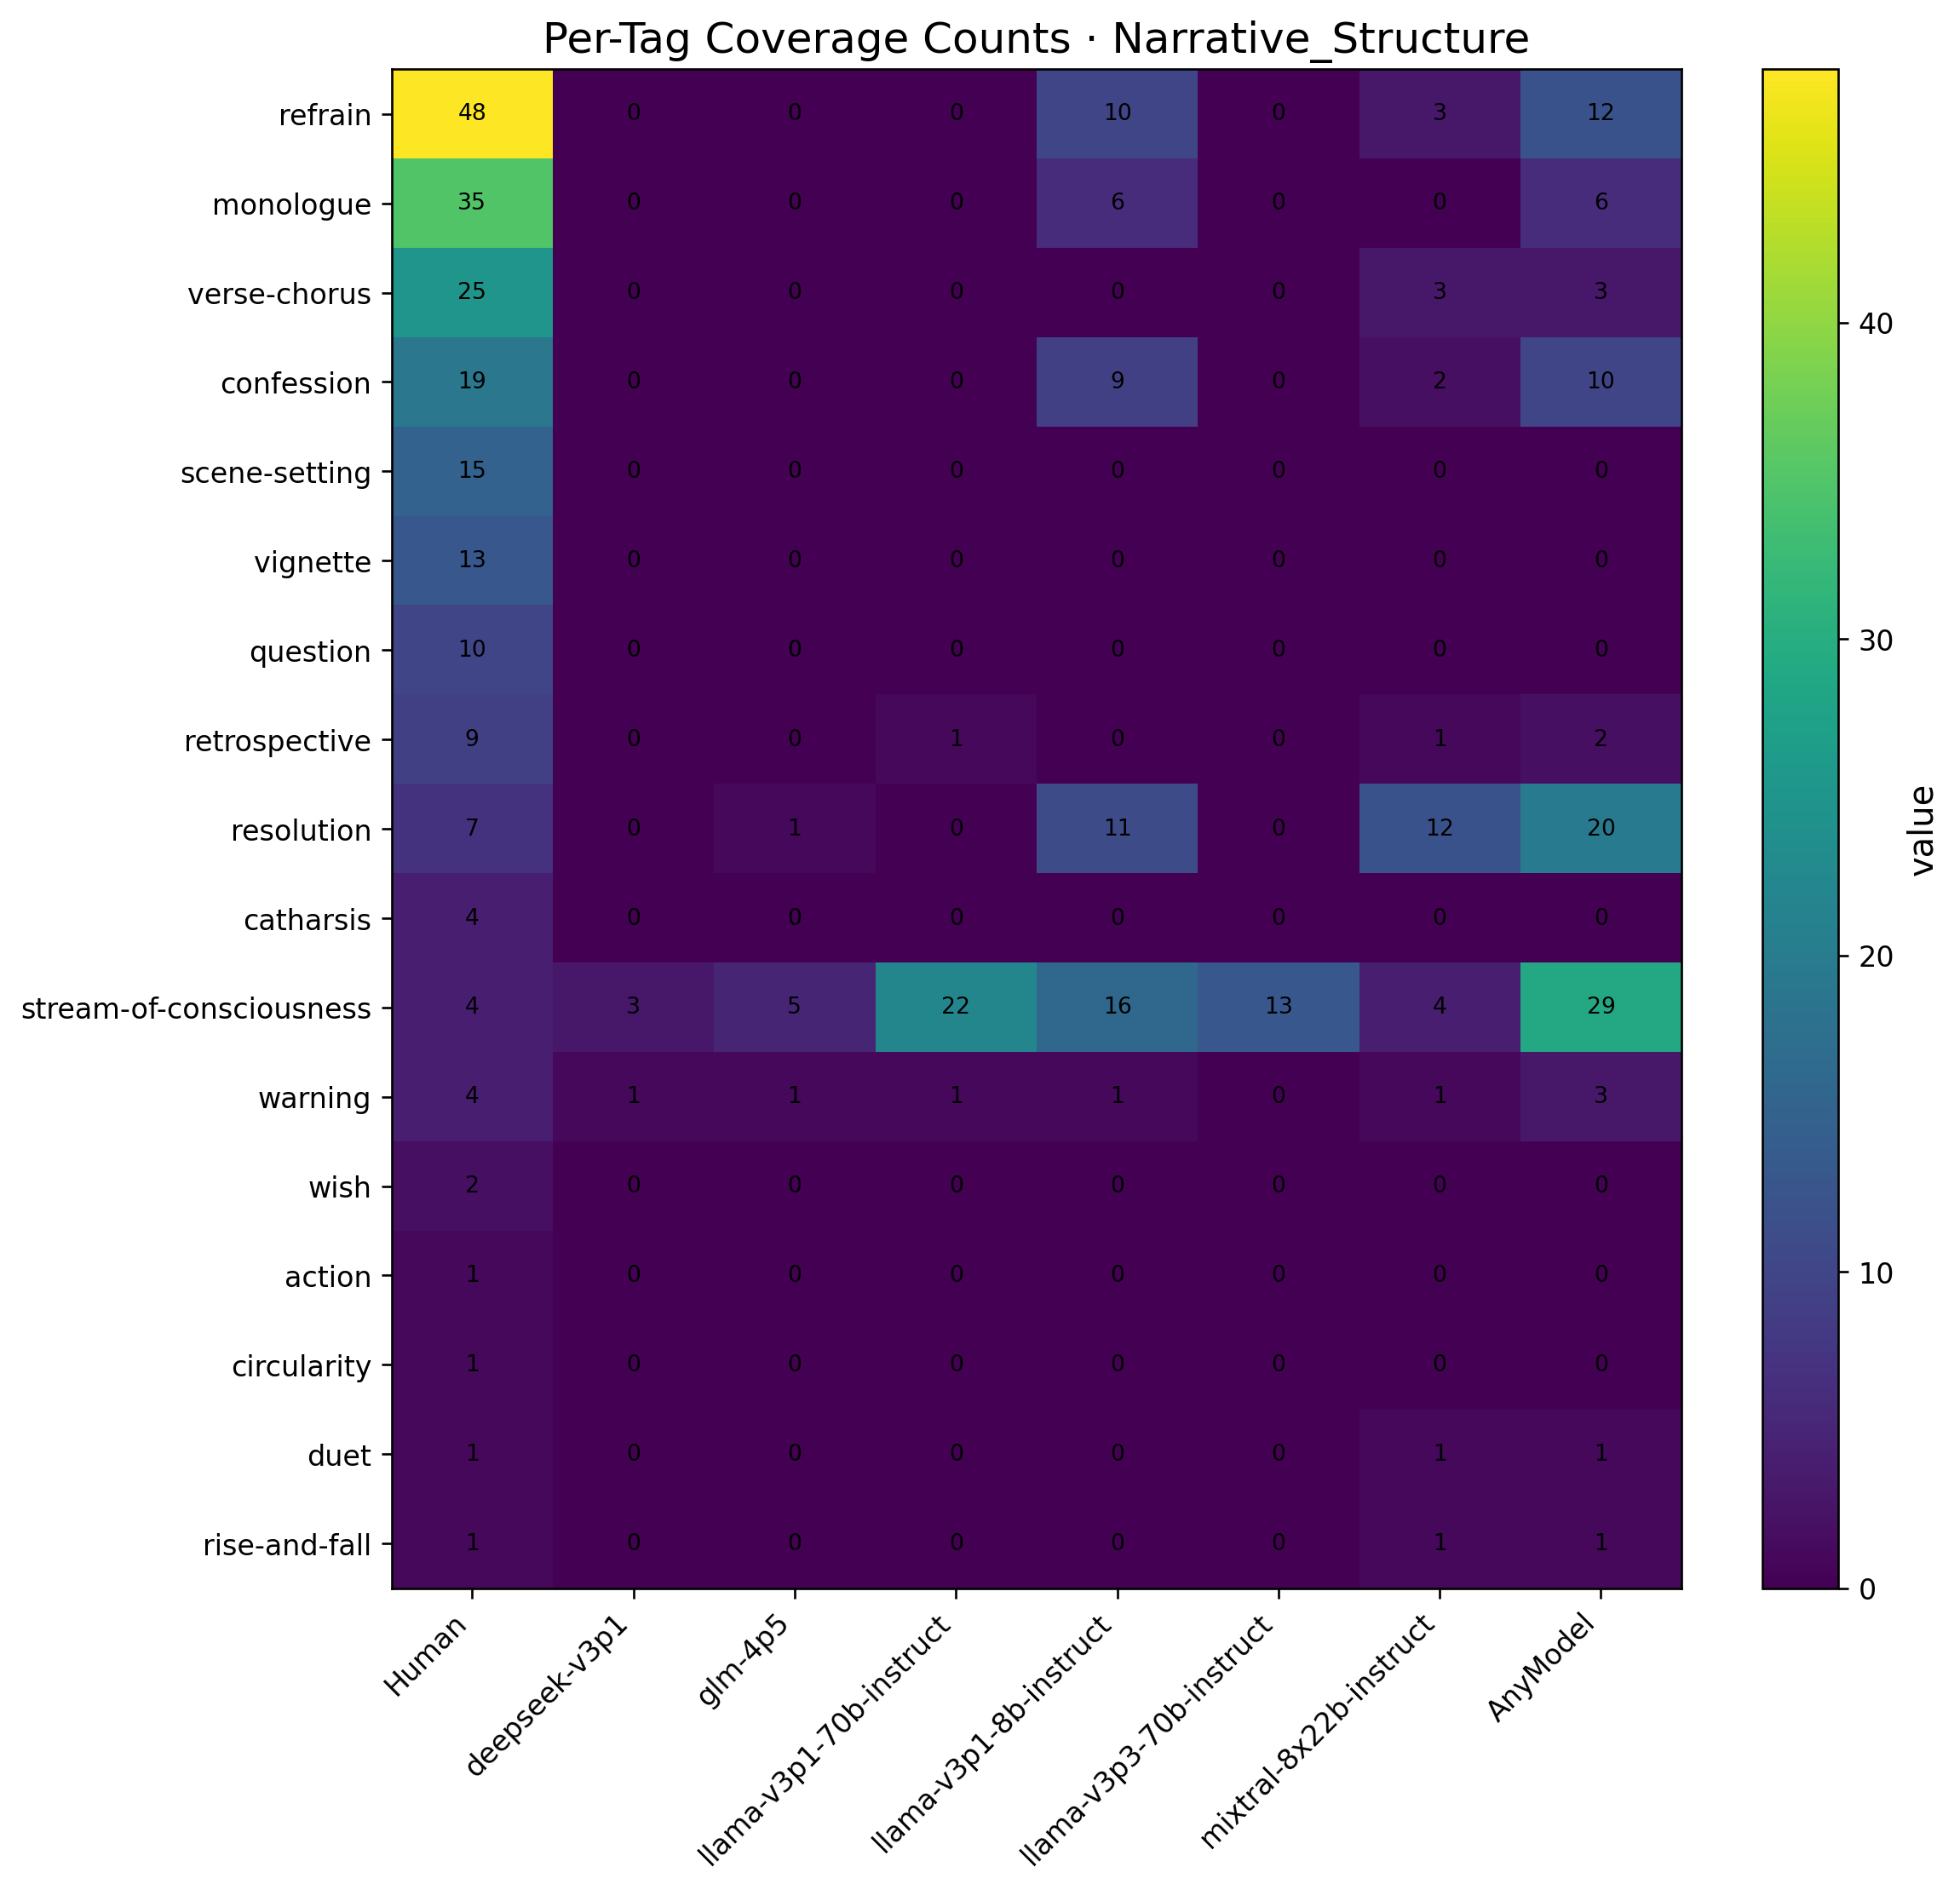 Per-Tag Coverage Counts · Narrative_Structure
refrain 48 0 0 0 10 0 3 12
monologue 35 0 0 0 6 0 0 6
verse-chorus 25 0 0 0 0 0 3 3
confession 19 0 0 0 9 0 2 10
scene-setting 15 0 0 0 0 0 0 0
vignette 13 0 0 0 0 0 0 0
question 10 0 0 0 0 0 0 0
retrospective 9 0 0 1 0 0 1 2
resolution 7 0 1 0 11 0 12 20
catharsis 4 0 0 0 0 0 0 0
stream-of-consciousness 4 3 5 22 16 13 4 29
warning 4 1 1 1 1 0 1 3
wish 2 0 0 0 0 0 0 0
action 1 0 0 0 0 0 0 0
circularity 1 0 0 0 0 0 0 0
duet 1 0 0 0 0 0 1 1
rise-and-fall 1 0 0 0 0 0 1 1
Human
deepseek-v3p1
glm-4p5
llama-v3p1-70b-instruct
llama-v3p1-8b-instruct
llama-v3p3-70b-instruct
mixtral-8x22b-instruct
AnyModel
40
30
20
10
0
value